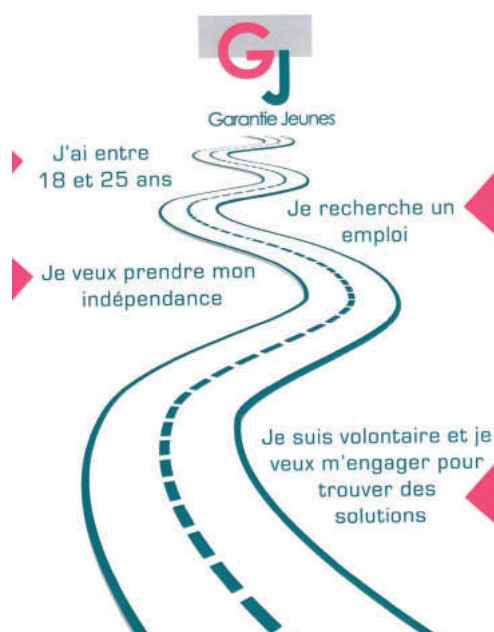 GJ
Garantie Jeunes
J'ai entre
18 et 25 ans
Je recherche un
emploi
Je veux prendre mon
indépendance
Je suis volontaire et je
veux m'engager pour
trouver des
solutions